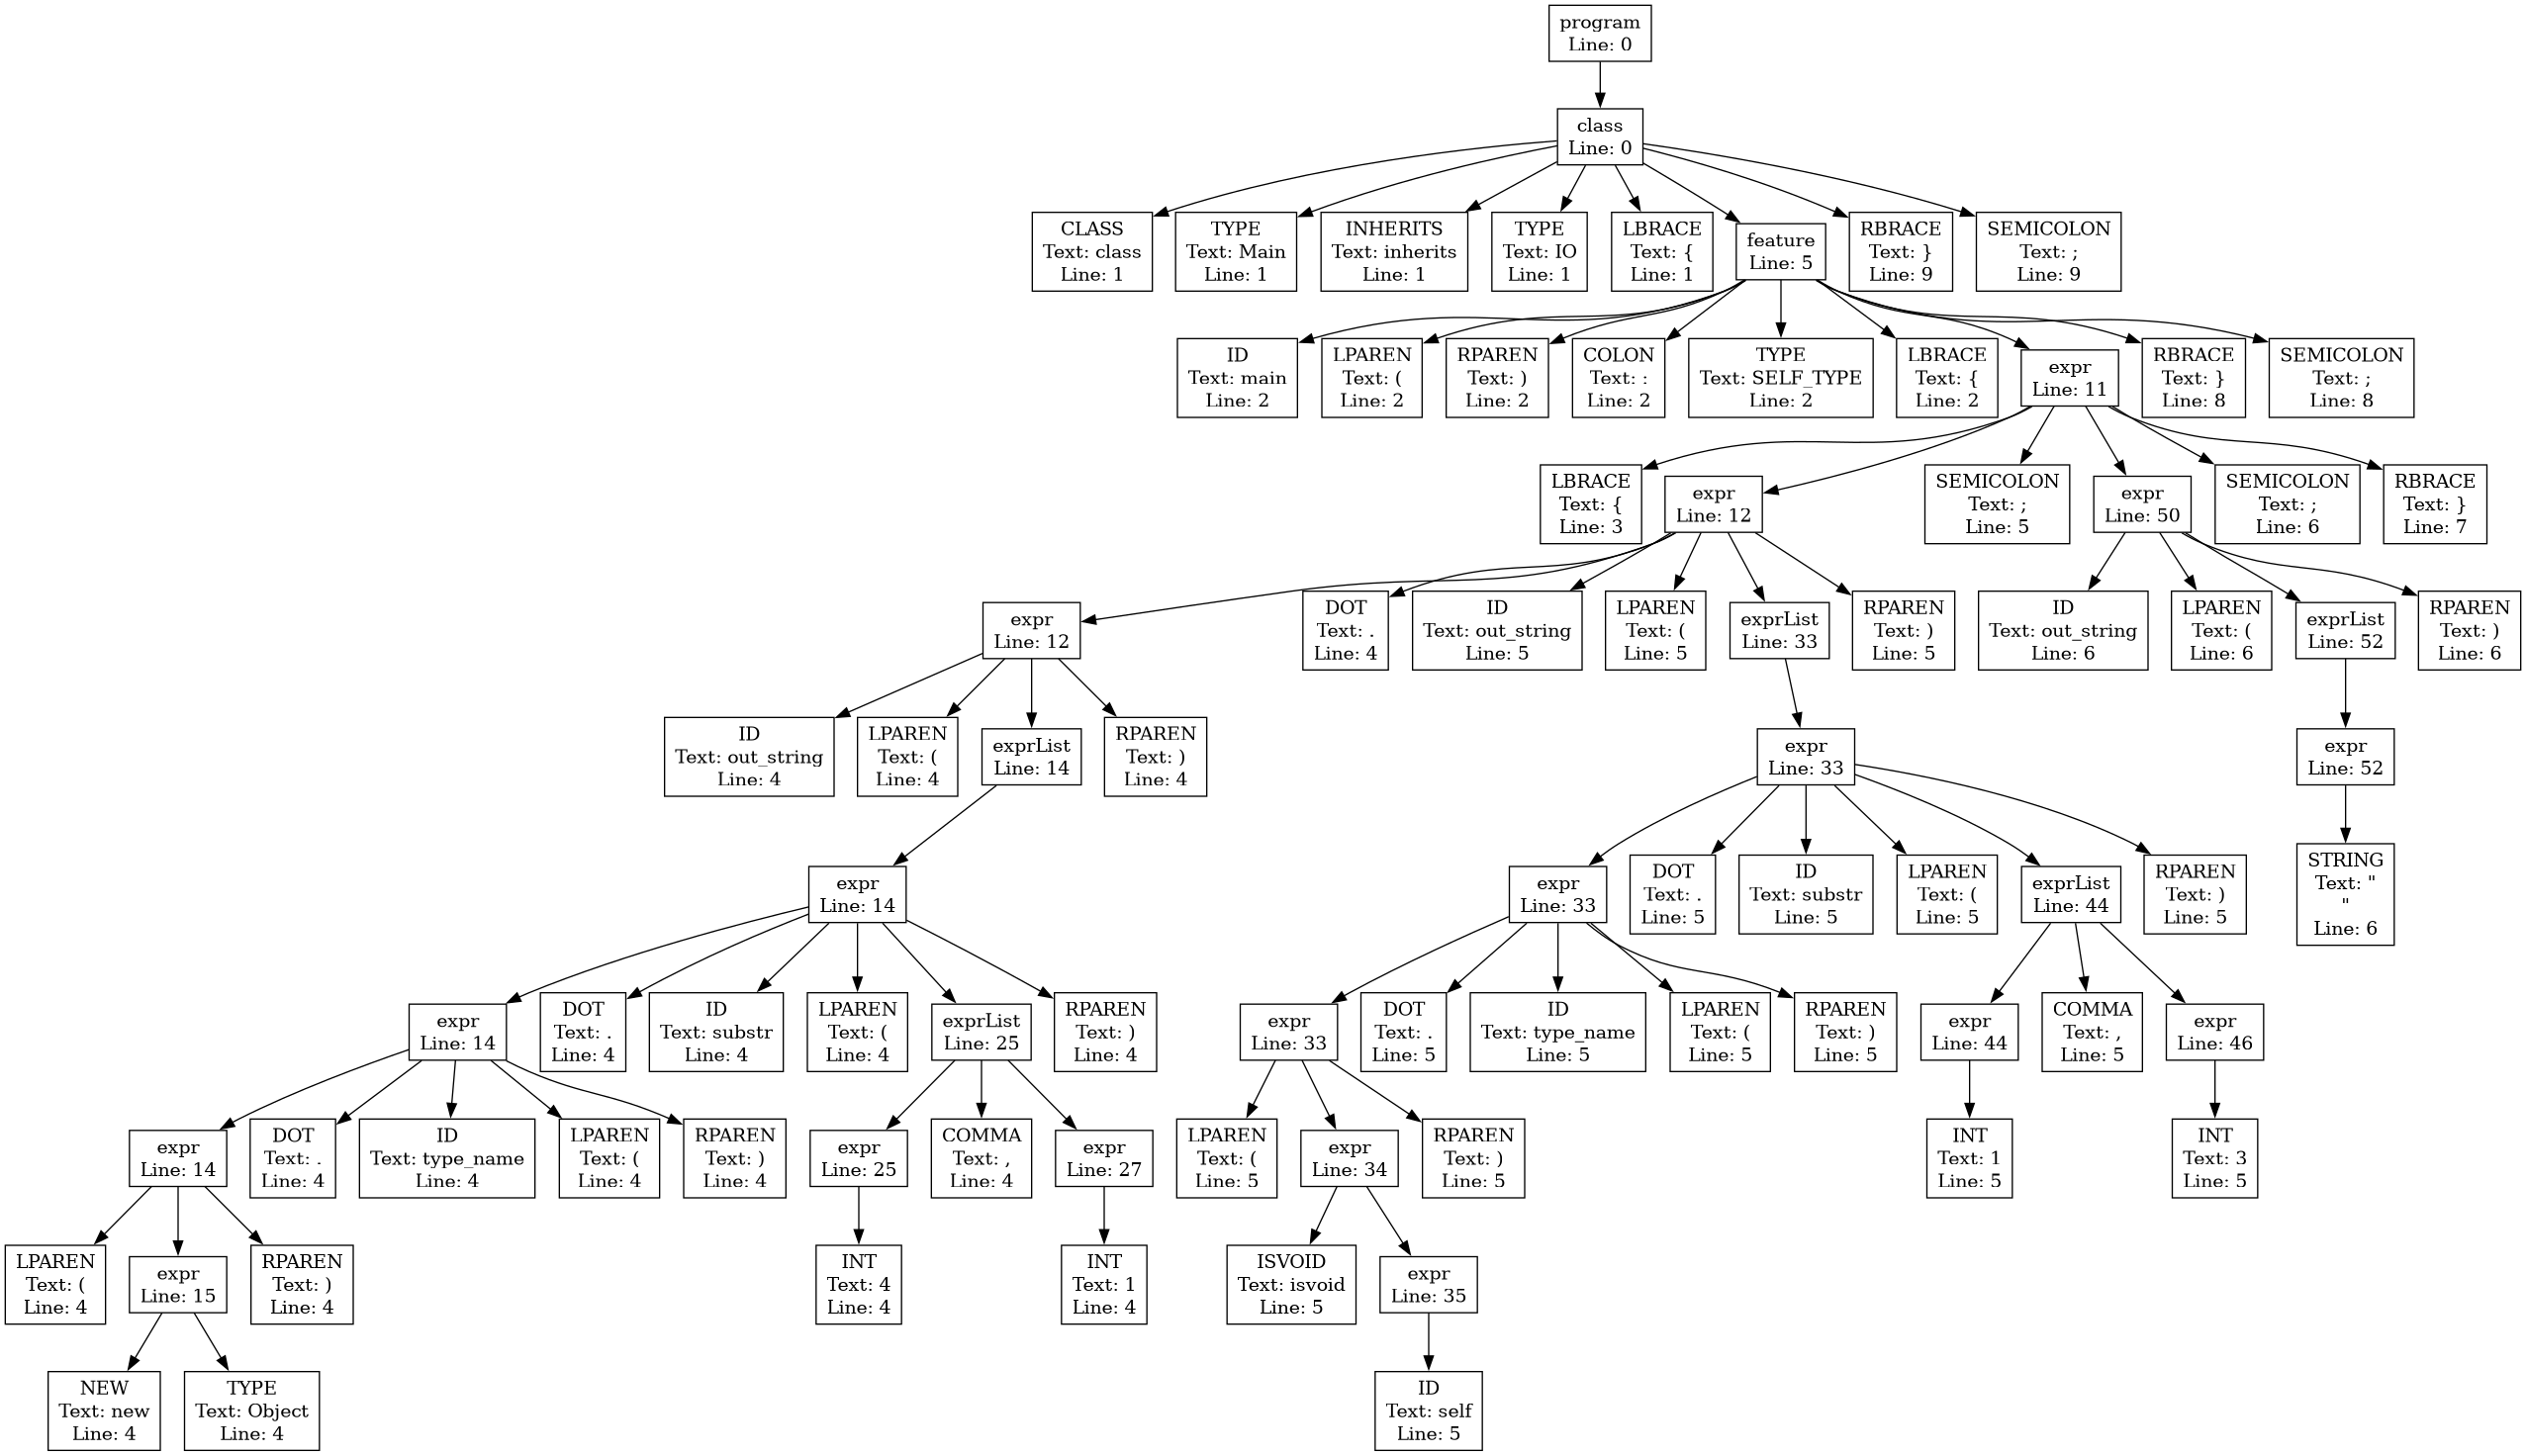 program
Line: 0
class
Line: 0
CLASS
Text: class
Line: 1
TYPE
Text: Main
Line: 1
INHERITS
Text: inherits
Line: 1
TYPE
Text: IO
Line: 1
LBRACE
Text: {
Line: 1
feature
Line: 5
RBRACE
Text: }
Line: 9
SEMICOLON
Text: ;
Line: 9
ID
Text: main
Line: 2
LPAREN
Text: (
Line: 2
RPAREN
Text: )
Line: 2
COLON
Text: :
Line: 2
TYPE
Text: SELF_TYPE
Line: 2
LBRACE
Text: {
Line: 2
expr
Line: 11
RBRACE
Text: }
Line: 8
SEMICOLON
Text: ;
Line: 8
LBRACE
Text: {
Line: 3
expr
Line: 12
SEMICOLON
Text: ;
Line: 5
expr
Line: 50
SEMICOLON
Text: ;
Line: 6
RBRACE
Text: }
Line: 7
expr
Line: 12
DOT
Text: .
Line: 4
ID
Text: out_string
Line: 5
LPAREN
Text: (
Line: 5
exprList
Line: 33
RPAREN
Text: )
Line: 5
ID
Text: out_string
Line: 6
LPAREN
Text: (
Line: 6
exprList
Line: 52
RPAREN
Text: )
Line: 6
ID
Text: out_string
Line: 4
LPAREN
Text: (
Line: 4
exprList
Line: 14
RPAREN
Text: )
Line: 4
expr
Line: 33
expr
Line: 52
expr
Line: 14
expr
Line: 33
DOT
Text: .
Line: 5
ID
Text: substr
Line: 5
LPAREN
Text: (
Line: 5
exprList
Line: 44
RPAREN
Text: )
Line: 5
STRING
Text: "
"
Line: 6
expr
Line: 14
DOT
Text: .
Line: 4
ID
Text: substr
Line: 4
LPAREN
Text: (
Line: 4
exprList
Line: 25
RPAREN
Text: )
Line: 4
expr
Line: 33
DOT
Text: .
Line: 5
ID
Text: type_name
Line: 5
LPAREN
Text: (
Line: 5
RPAREN
Text: )
Line: 5
expr
Line: 44
COMMA
Text: ,
Line: 5
expr
Line: 46
expr
Line: 14
DOT
Text: .
Line: 4
ID
Text: type_name
Line: 4
LPAREN
Text: (
Line: 4
RPAREN
Text: )
Line: 4
expr
Line: 25
COMMA
Text: ,
Line: 4
expr
Line: 27
LPAREN
Text: (
Line: 5
expr
Line: 34
RPAREN
Text: )
Line: 5
INT
Text: 1
Line: 5
INT
Text: 3
Line: 5
LPAREN
Text: (
Line: 4
expr
Line: 15
RPAREN
Text: )
Line: 4
INT
Text: 4
Line: 4
INT
Text: 1
Line: 4
ISVOID
Text: isvoid
Line: 5
expr
Line: 35
NEW
Text: new
Line: 4
TYPE
Text: Object
Line: 4
ID
Text: self
Line: 5